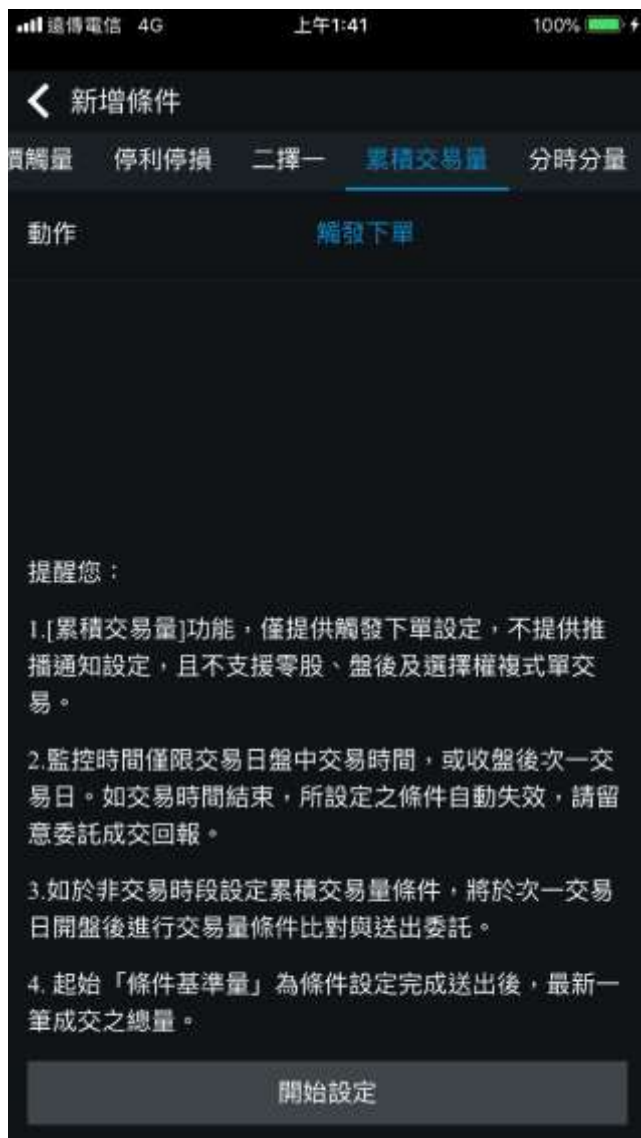 遠傳電信 4G 上午1:41 100%
新增條件
價觸量 停利停損 二擇一 累積交易量 分時分量
動作 觸發下單
提醒您：
1.[累積交易量]功能，僅提供觸發下單設定，不提供推
播通知設定，且不支援零股、盤後及選擇權複式單交
易。
2.監控時間僅限交易日盤中交易時間，或收盤後次一交
易日。如交易時間結束，所設定之條件自動失效，請留
意委託成交回報。
3.如於非交易時段設定累積交易量條件，將於次一交易
日開盤後進行交易量條件比對與送出委託。
4. 起始「條件基準量」為條件設定完成送出後，最新一
筆成交之總量。
開始設定